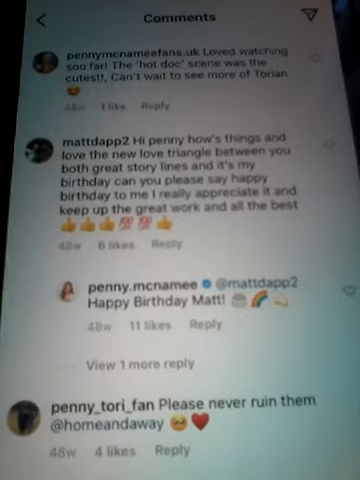 Comments
pennymcnameefans.uk Loved watching
soo far! The 'hot doc' scene was the
cutest!, Can't wait to see more of Torian
😍
48w 1 like Reply
mattdapp2 Hi penny how's things and
love the new love triangle between you
both great story lines and it's my
birthday can you please say happy
birthday to me I really appreciate it and
keep up the great work and all the best
👍👍👍💯💯👍
48w 6 likes Reply
penny.mcnamee @mattdapp2
Happy Birthday Matt! 🎂🌈💫
48w 11 likes Reply
View 1 more reply
penny_tori_fan Please never ruin them
@homeandaway 🥺❤️
48w 4 likes Reply